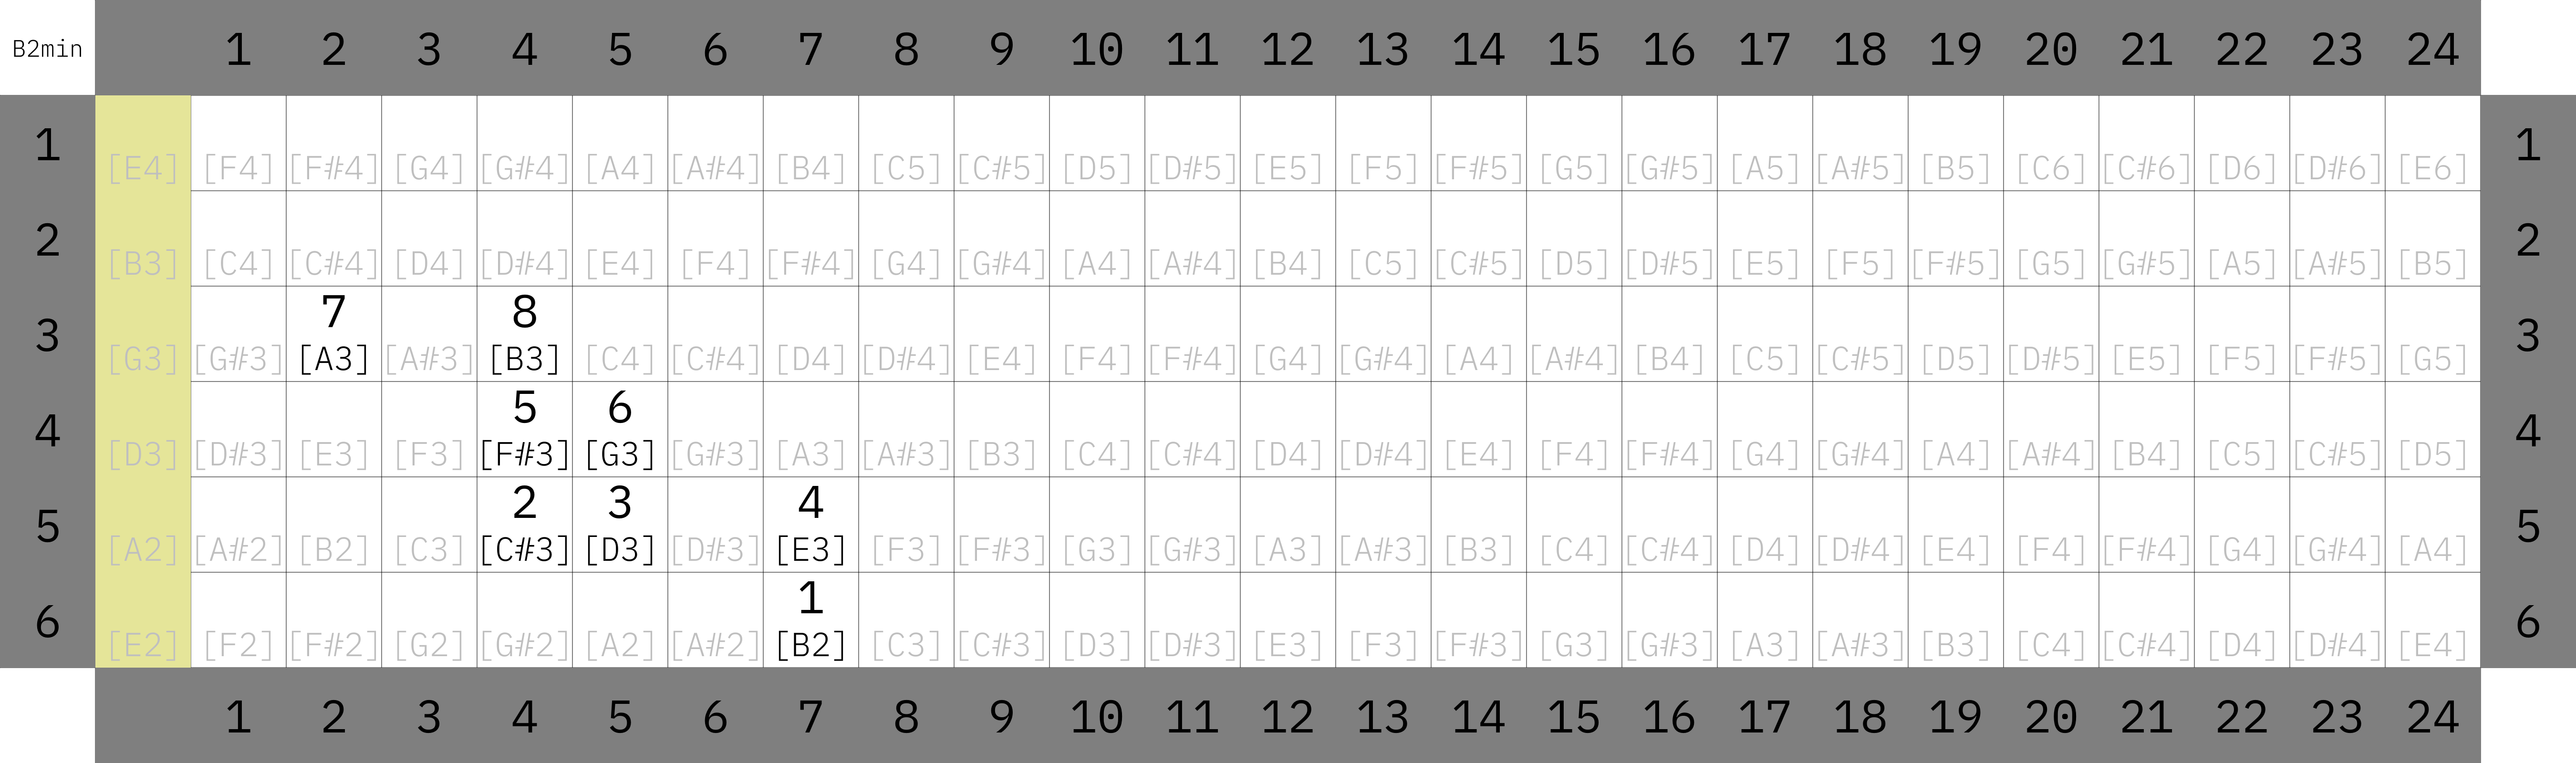 B2min 1 2 3 4 5 6 7 8 9 10 11 12 13 14 15 16 17 18 19 20 21 22 23 24
1 [E4] [F4] [F#4] [G4] [G#4] [A4] [A#4] [B4] [C5] [C#5] [D5] [D#5] [E5] [F5] [F#5] [G5] [G#5] [A5] [A#5] [B5] [C6] [C#6] [D6] [D#6] [E6] 1
2 [B3] [C4] [C#4] [D4] [D#4] [E4] [F4] [F#4] [G4] [G#4] [A4] [A#4] [B4] [C5] [C#5] [D5] [D#5] [E5] [F5] [F#5] [G5] [G#5] [A5] [A#5] [B5] 2
7 8
3 [G3] [G#3] [A3] [A#3] [B3] [C4] [C#4] [D4] [D#4] [E4] [F4] [F#4] [G4] [G#4] [A4] [A#4] [B4] [C5] [C#5] [D5] [D#5] [E5] [F5] [F#5] [G5] 3
5 6
4 [D3] [D#3] [E3] [F3] [F#3] [G3] [G#3] [A3] [A#3] [B3] [C4] [C#4] [D4] [D#4] [E4] [F4] [F#4] [G4] [G#4] [A4] [A#4] [B4] [C5] [C#5] [D5] 4
2 3 4
5 [A2] [A#2] [B2] [C3] [C#3] [D3] [D#3] [E3] [F3] [F#3] [G3] [G#3] [A3] [A#3] [B3] [C4] [C#4] [D4] [D#4] [E4] [F4] [F#4] [G4] [G#4] [A4] 5
1
6 [E2] [F2] [F#2] [G2] [G#2] [A2] [A#2] [B2] [C3] [C#3] [D3] [D#3] [E3] [F3] [F#3] [G3] [G#3] [A3] [A#3] [B3] [C4] [C#4] [D4] [D#4] [E4] 6
1 2 3 4 5 6 7 8 9 10 11 12 13 14 15 16 17 18 19 20 21 22 23 24